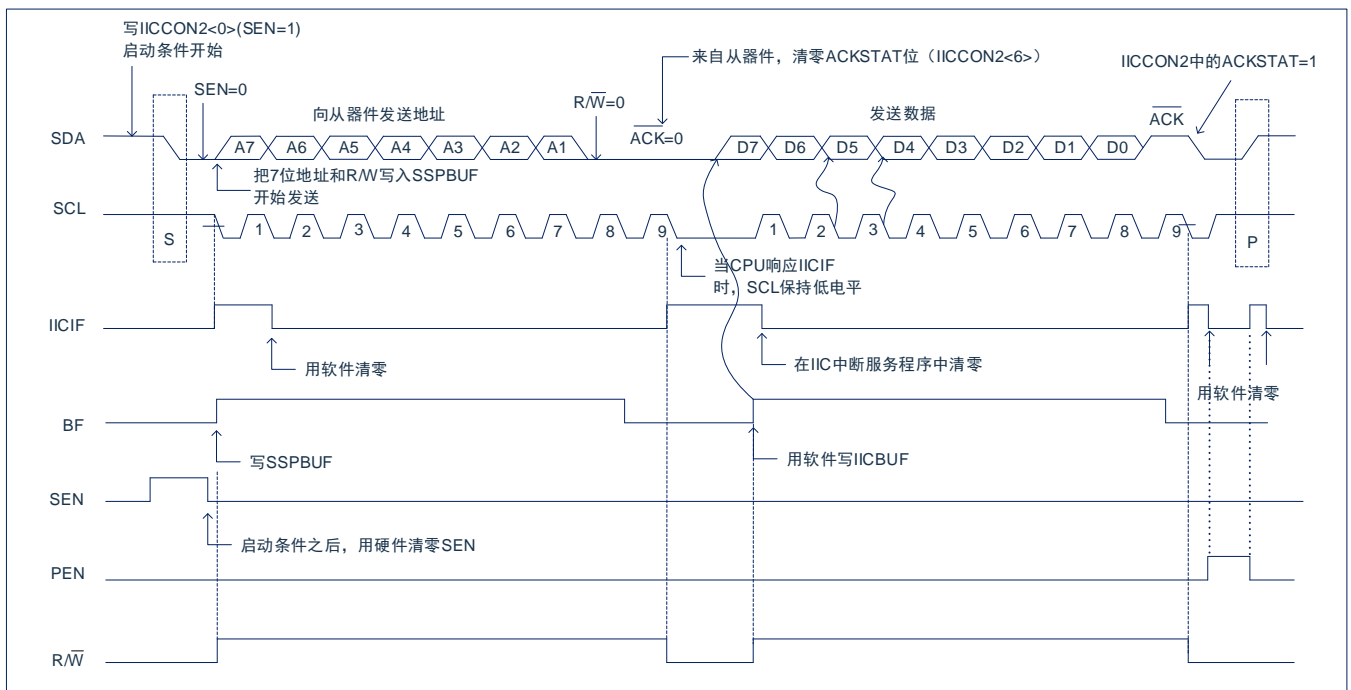 写IICCON2<0>(SEN=1)
启动条件开始
来自从器件，清零ACKSTAT位（IICCON2<6>）
IICCON2中的ACKSTAT=1
SEN=0
向从器件发送地址
R/W=0
发送数据
ACK
SDA
A7 A6 A5 A4 A3 A2 A1
ACK=0
D7 D6 D5 D4 D3 D2 D1 D0
把7位地址和R/W写入SSPBUF
开始发送
SCL
S
1 2 3 4 5 6 7 8 9
1 2 3 4 5 6 7 8 9
P
当CPU响应IICIF
时，SCL保持低电平
IICIF
用软件清零
在IIC中断服务程序中清零
用软件清零
BF
写SSPBUF
用软件写IICBUF
SEN
启动条件之后，用硬件清零SEN
PEN
R/W